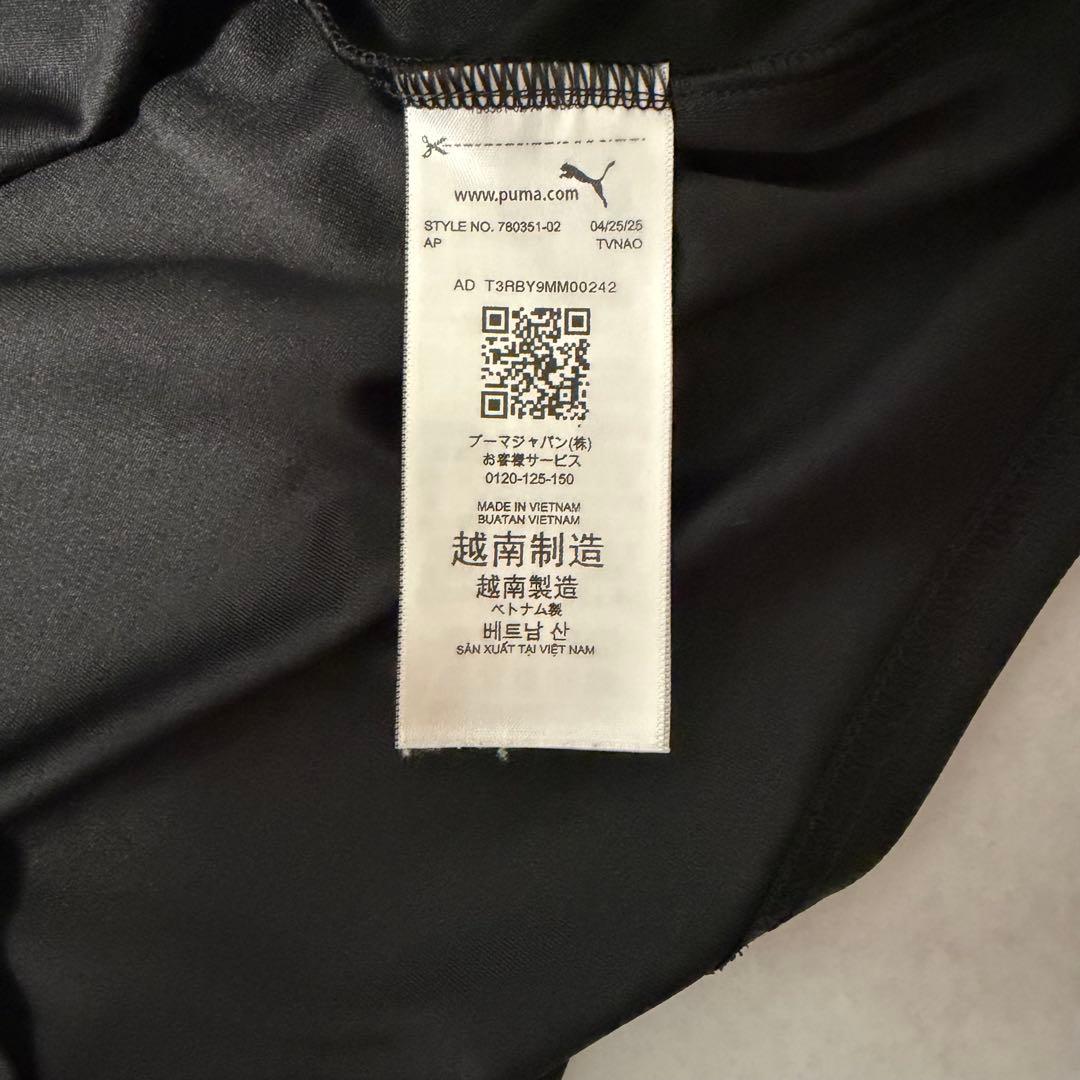 www.puma.com
STYLE NO. 780351-02 04/25/25
AP TVNAO
AD T3RBY9MM00242
プーマジャパン(株)
お客様サービス
0120-125-150
MADE IN VIETNAM
BUATAN VIETNAM
越南制造
越南製造
ベトナム製
베트남 산
SẢN XUẤT TẠI VIỆT NAM